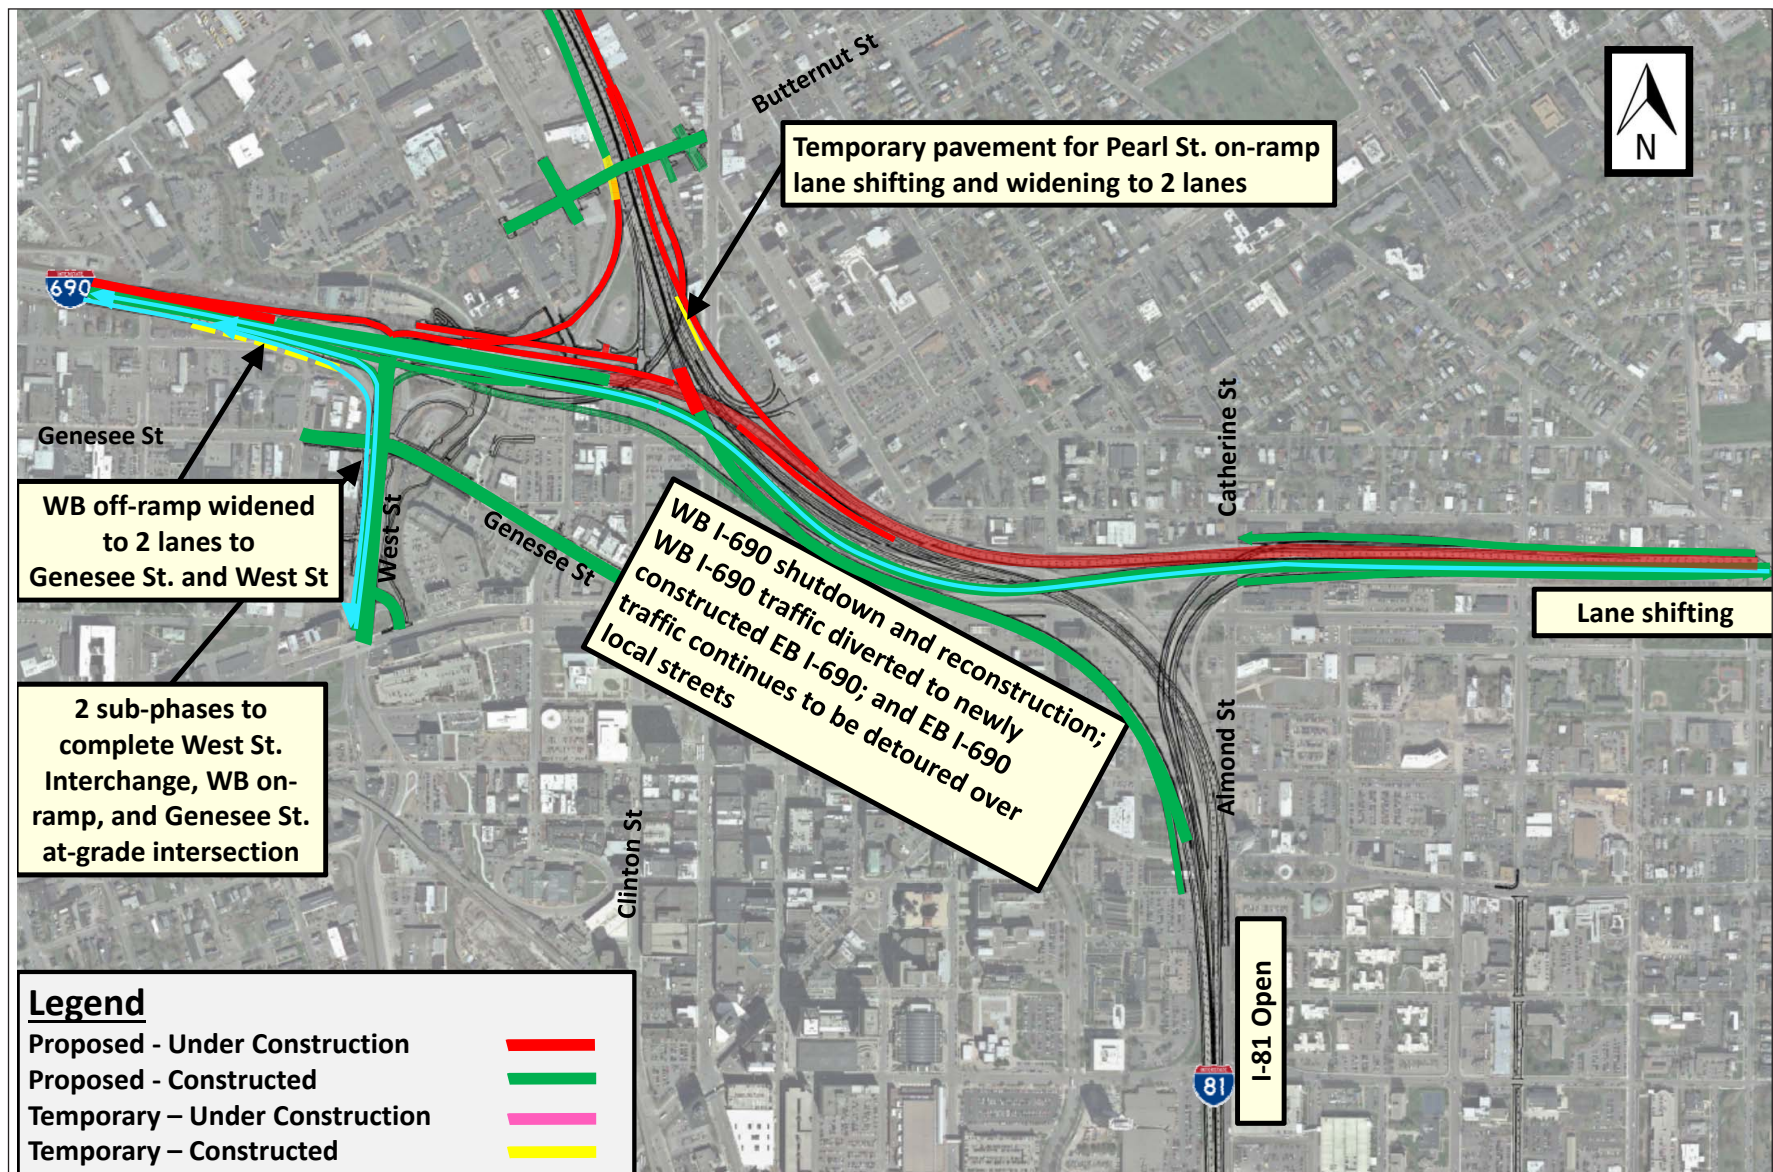 Butternut St
N
Temporary pavement for Pearl St. on-ramp
lane shifting and widening to 2 lanes
INTERSTATE
690
Genesee St
Catherine St
WB off-ramp widened
to 2 lanes to
Genesee St. and West St
West St
Genesee St
WB I-690 shutdown and reconstruction;
WB I-690 traffic diverted to newly
constructed EB I-690; and EB I-690
traffic continues to be detoured over
local streets
Lane shifting
2 sub-phases to
complete West St.
Interchange, WB on-
ramp, and Genesee St.
at-grade intersection
Almond St
Clinton St
I-81 Open
INTERSTATE
81
Legend
Proposed - Under Construction
Proposed - Constructed
Temporary – Under Construction
Temporary – Constructed